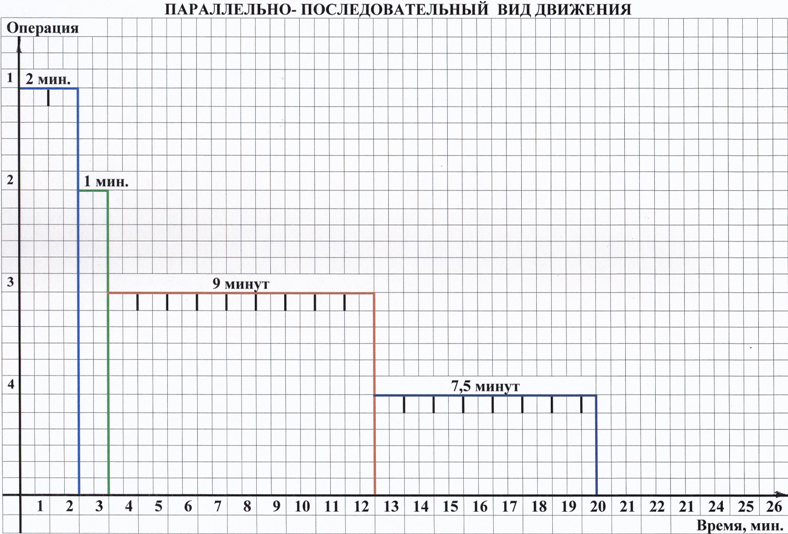 ПАРАЛЛЕЛЬНО- ПОСЛЕДОВАТЕЛЬНЫЙ ВИД ДВИЖЕНИЯ
Операция
1 2 мин.
2 1 мин.
3 9 минут
4 7,5 минут
1 2 3 4 5 6 7 8 9 10 11 12 13 14 15 16 17 18 19 20 21 22 21 24 25 26
Время, мин.